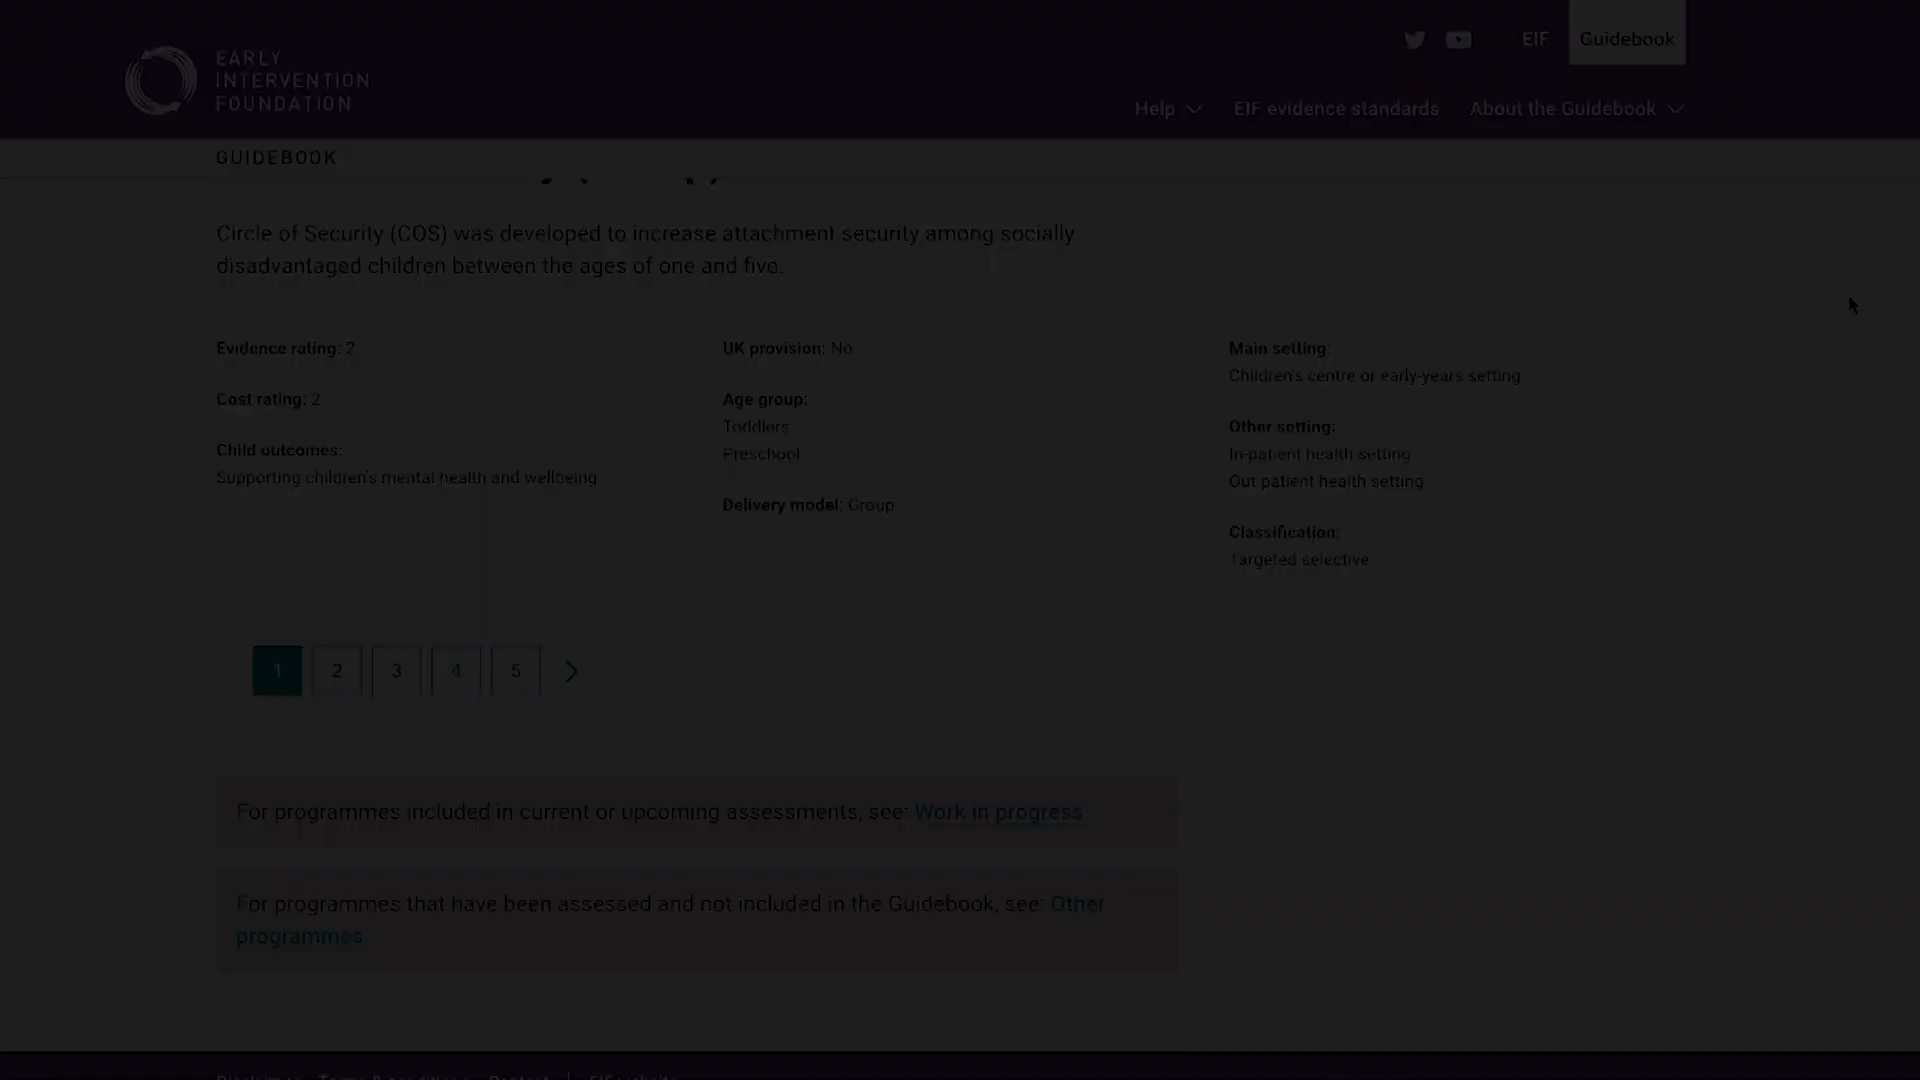 EARLY
INTERVENTION
FOUNDATION
EIF
Guidebook
Help
EIF evidence standards
About the Guidebook
GUIDEBOOK
Circle of Security (COS) was developed to increase attachment security among socially
disadvantaged children between the ages of one and five.
Evidence rating: 2
Cost rating: 2
Child outcomes:
Supporting children's mental health and wellbeing
UK provision: No
Age group:
Toddlers
Preschool
Delivery model: Group
Main setting:
Children's centre or early-years setting
Other setting:
In-patient health setting
Out-patient health setting
Classification:
Targeted selective
1 2 3 4 5
For programmes included in current or upcoming assessments, see: Work in progress
For programmes that have been assessed and not included in the Guidebook, see: Other
programmes